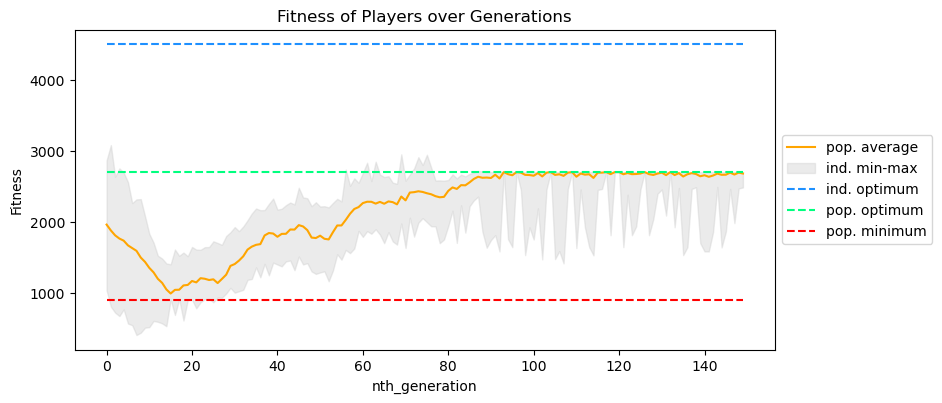 Fitness of Players over Generations
Fitness
4000
3000
2000
1000
0
20
40
60
80
100
120
140
nth_generation
pop. average
ind. min-max
ind. optimum
pop. optimum
pop. minimum